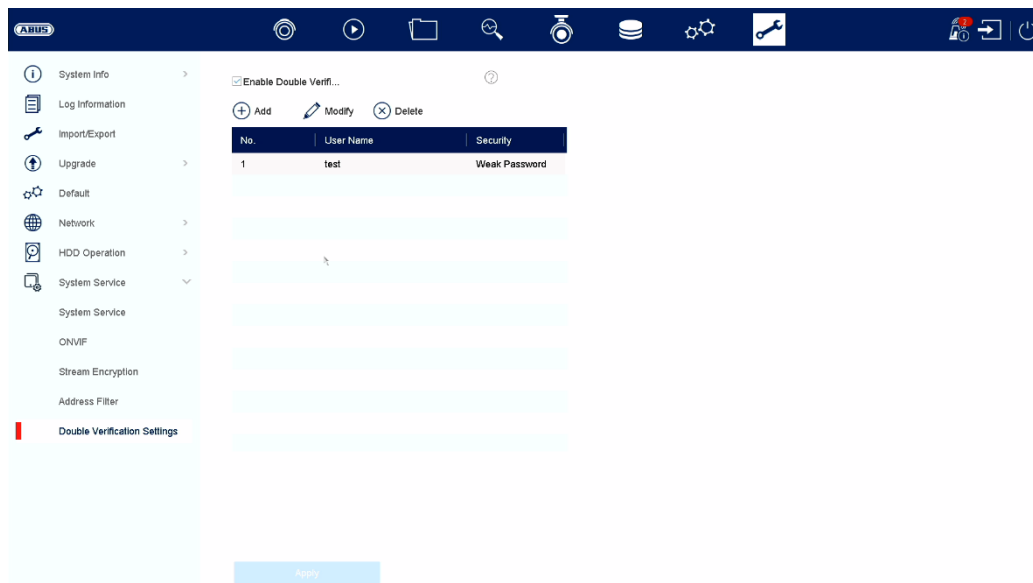 ABUS
2
System Info
Log Information
Import/Export
Upgrade
Default
Network
HDD Operation
System Service
System Service
ONVIF
Stream Encryption
Address Filter
Double Verification Settings
Enable Double Verifi...
Add Modify Delete
No. User Name Security
1 test Weak Password
Apply